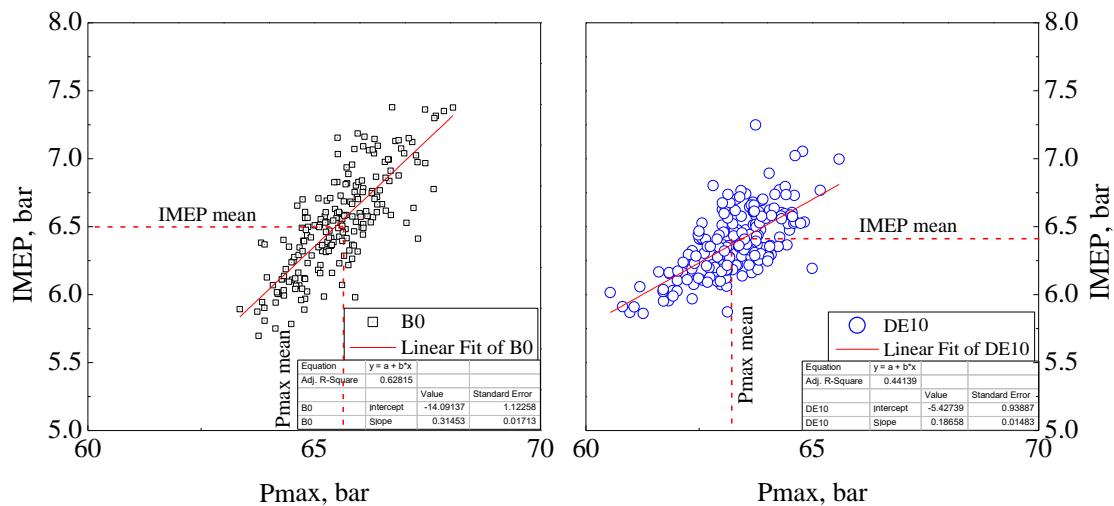 8.0
7.5
7.0
6.5
6.0
5.5
5.0
IMEP, bar
IMEP mean
Pmax mean
B0
Linear Fit of B0
Equation y = a + b*x
Adj. R-Square 0.62815
Value Standard Error
B0 Intercept -14.09137 1.12258
B0 Slope 0.31453 0.01713
60 65 70
Pmax, bar
8.0
7.5
7.0
6.5
6.0
5.5
5.0
IMEP, bar
IMEP mean
Pmax mean
DE10
Linear Fit of DE10
Equation y = a + b*x
Adj. R-Square 0.44139
Value Standard Error
DE10 Intercept -5.42739 0.93887
DE10 Slope 0.18658 0.01483
60 65 70
Pmax, bar